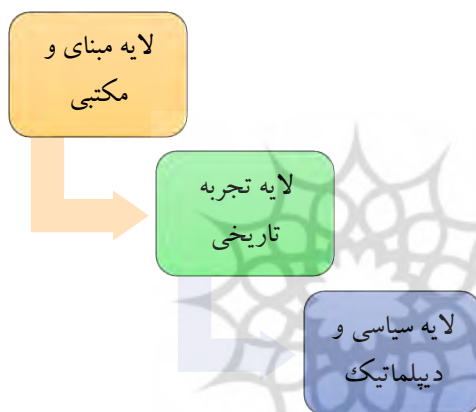 لایه مبنای و
مکتبی
لایه تجربه
تاریخی
لایه سیاسی و
دیپلماتیک